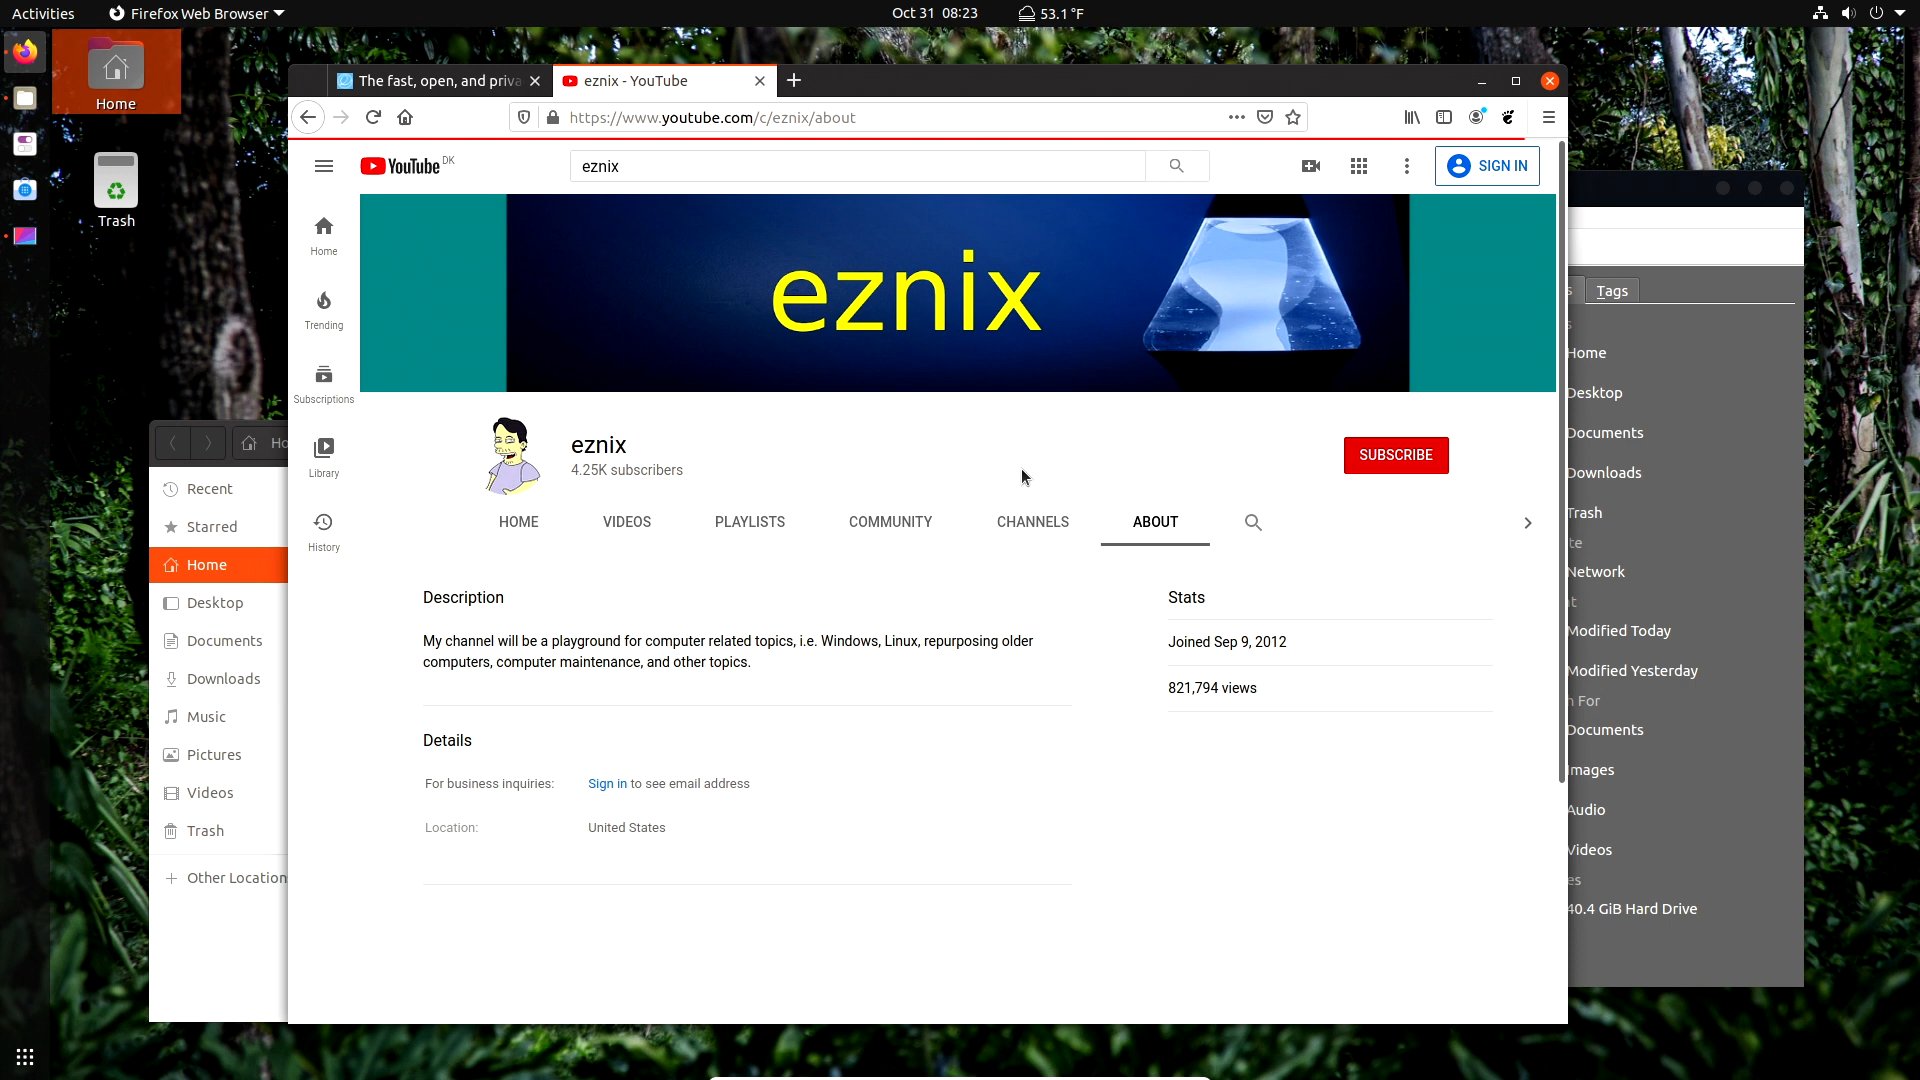 Activities
Firefox Web Browser
Oct 31 08:23
53.1 °F
Home
Trash
The fast, open, and priva
eznix - YouTube
https://www.youtube.com/c/eznix/about
YouTube DK
eznix
SIGN IN
Home
Trending
Subscriptions
Library
History
eznix
eznix
4.25K subscribers
SUBSCRIBE
HOME
VIDEOS
PLAYLISTS
COMMUNITY
CHANNELS
ABOUT
Description
My channel will be a playground for computer related topics, i.e. Windows, Linux, repurposing older
computers, computer maintenance, and other topics.
Stats
Joined Sep 9, 2012
821,794 views
Details
For business inquiries:
Sign in to see email address
Location:
United States
Ho
Recent
Starred
Home
Desktop
Documents
Downloads
Music
Pictures
Videos
Trash
Other Location
s
Tags
s
Home
Desktop
Documents
Downloads
Trash
te
Network
t
Modified Today
Modified Yesterday
For
Documents
Images
Audio
Videos
es
40.4 GiB Hard Drive